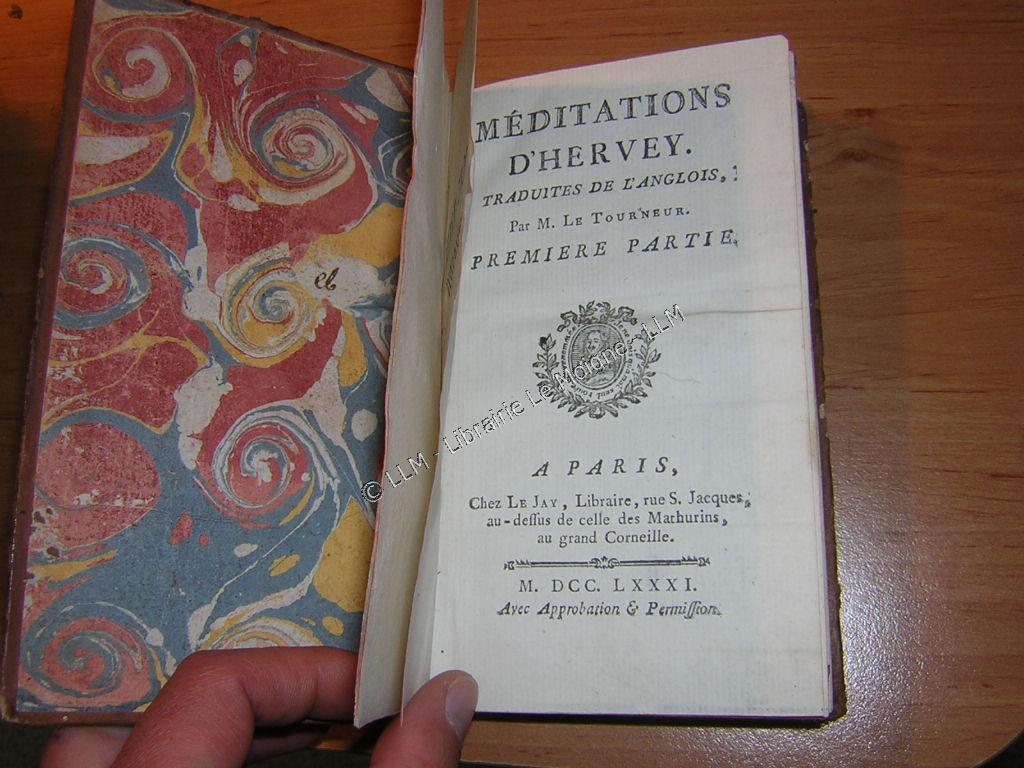 MÉDITATIONS
D'HERVEY.
TRADUITES DE L'ANGLOIS,
Par M. LE TOURNEUR.
PREMIERE PARTIE.
A PARIS,
Chez LE JAY, Libraire, rue S. Jacques,
au-dessus de celle des Mathurins,
au grand Corneille.
M. DCC. LXXXI.
Avec Approbation & Permission.
© LLM - Librairie Le Moione - LLM